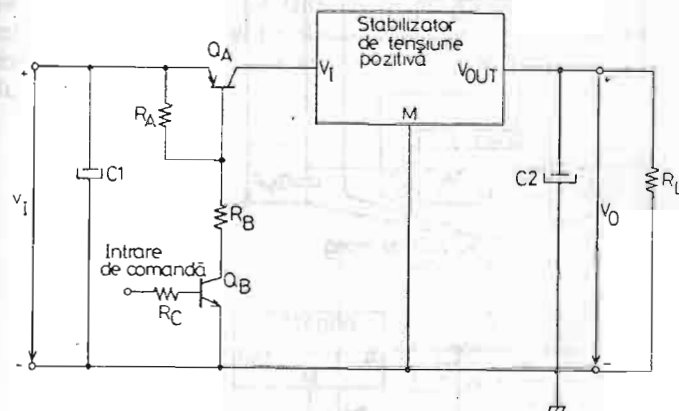 Stabilizator
de tensiune
pozitivă
QA
VI
VOUT
M
RA
C1
VI
RB
Intrare
de comandă
QB
RC
C2
VO
RL
+
-
+
-